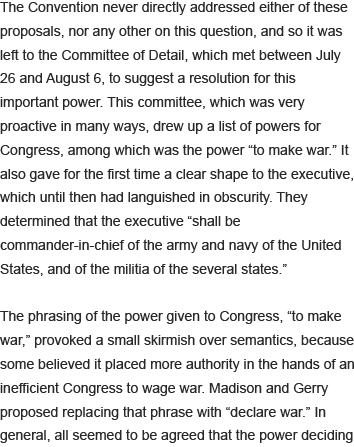 The Convention never directly addressed either of these
proposals, nor any other on this question, and so it was
left to the Committee of Detail, which met between July
26 and August 6, to suggest a resolution for this
important power. This committee, which was very
proactive in many ways, drew up a list of powers for
Congress, among which was the power “to make war.” It
also gave for the first time a clear shape to the executive,
which until then had languished in obscurity. They
determined that the executive “shall be
commander-in-chief of the army and navy of the United
States, and of the militia of the several states.”

The phrasing of the power given to Congress, “to make
war,” provoked a small skirmish over semantics, because
some believed it placed more authority in the hands of an
inefficient Congress to wage war. Madison and Gerry
proposed replacing that phrase with “declare war.” In
general, all seemed to be agreed that the power deciding